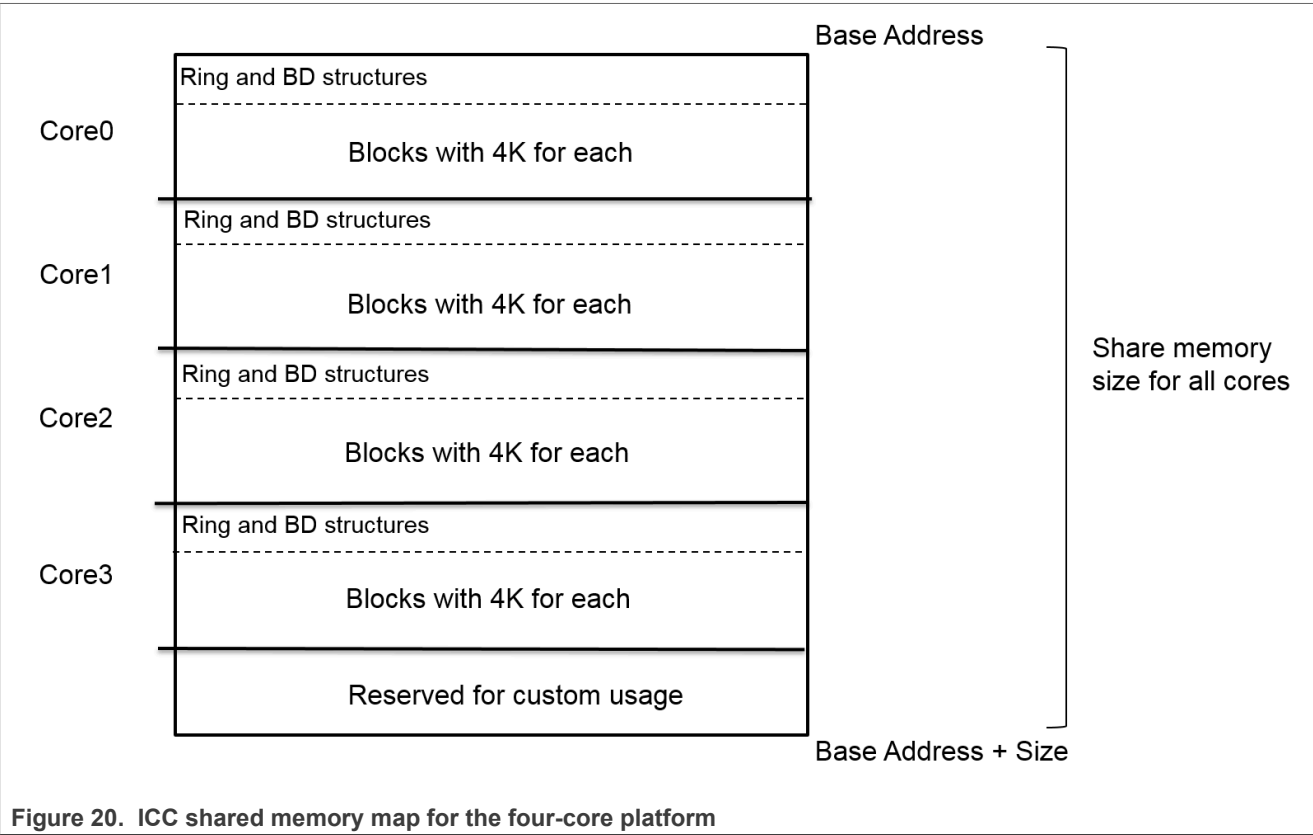 Base Address
Ring and BD structures
Core0
Blocks with 4K for each
Ring and BD structures
Core1
Blocks with 4K for each
Share memory
size for all cores
Ring and BD structures
Core2
Blocks with 4K for each
Ring and BD structures
Core3
Blocks with 4K for each
Reserved for custom usage
Base Address + Size
Figure 20. ICC shared memory map for the four-core platform